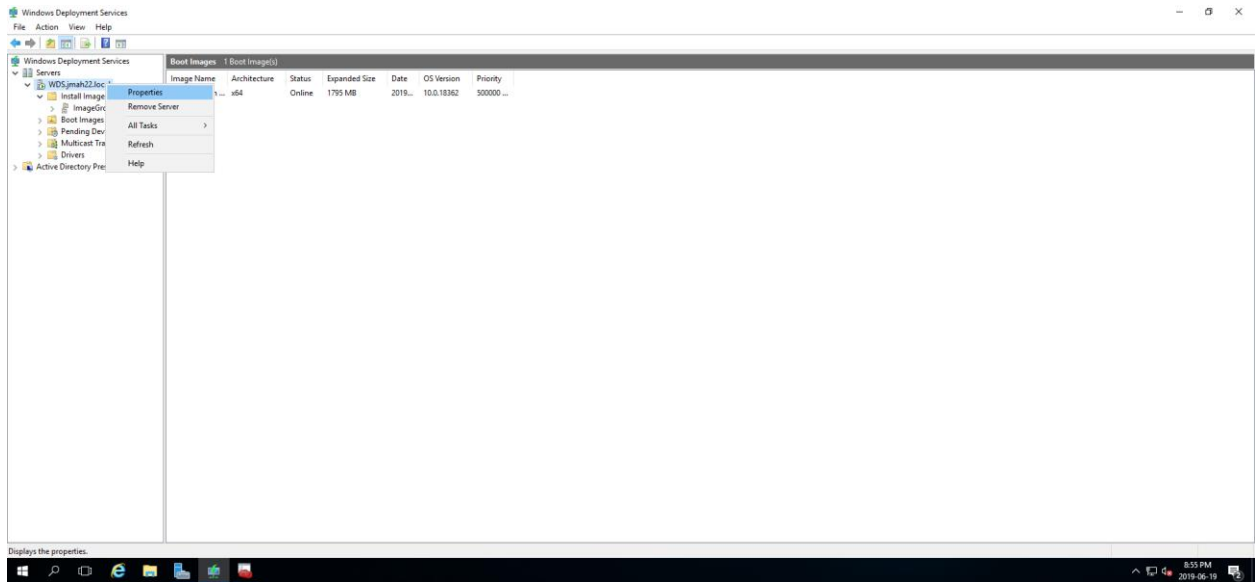 Windows Deployment Services
File Action View Help
Windows Deployment Services
Servers
WDS.jmah22.loc
Install Image
ImageGro
Boot Images
Pending Dev
Multicast Tra
Drivers
Active Directory Pre
Properties
Remove Server
All Tasks
Refresh
Help
Boot Images 1 Boot Image(s)
Image Name Architecture Status Expanded Size Date OS Version Priority
x64 Online 1795 MB 2019... 10.0.18362 500000 ...
Displays the properties.
8:55 PM
2019-06-19